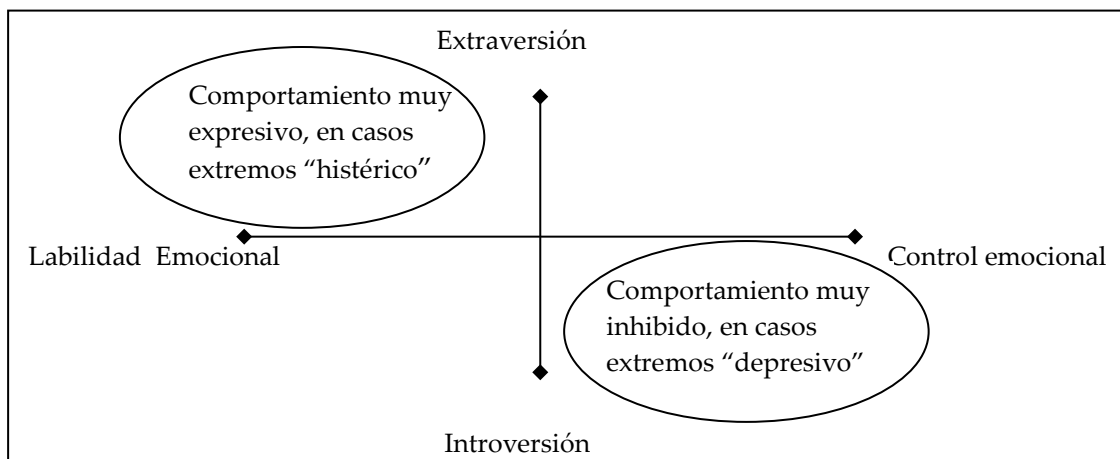 Extraversión
Comportamiento muy
expresivo, en casos
extremos “histérico”
Labilidad Emocional
Control emocional
Comportamiento muy
inhibido, en casos
extremos “depresivo”
Introversión